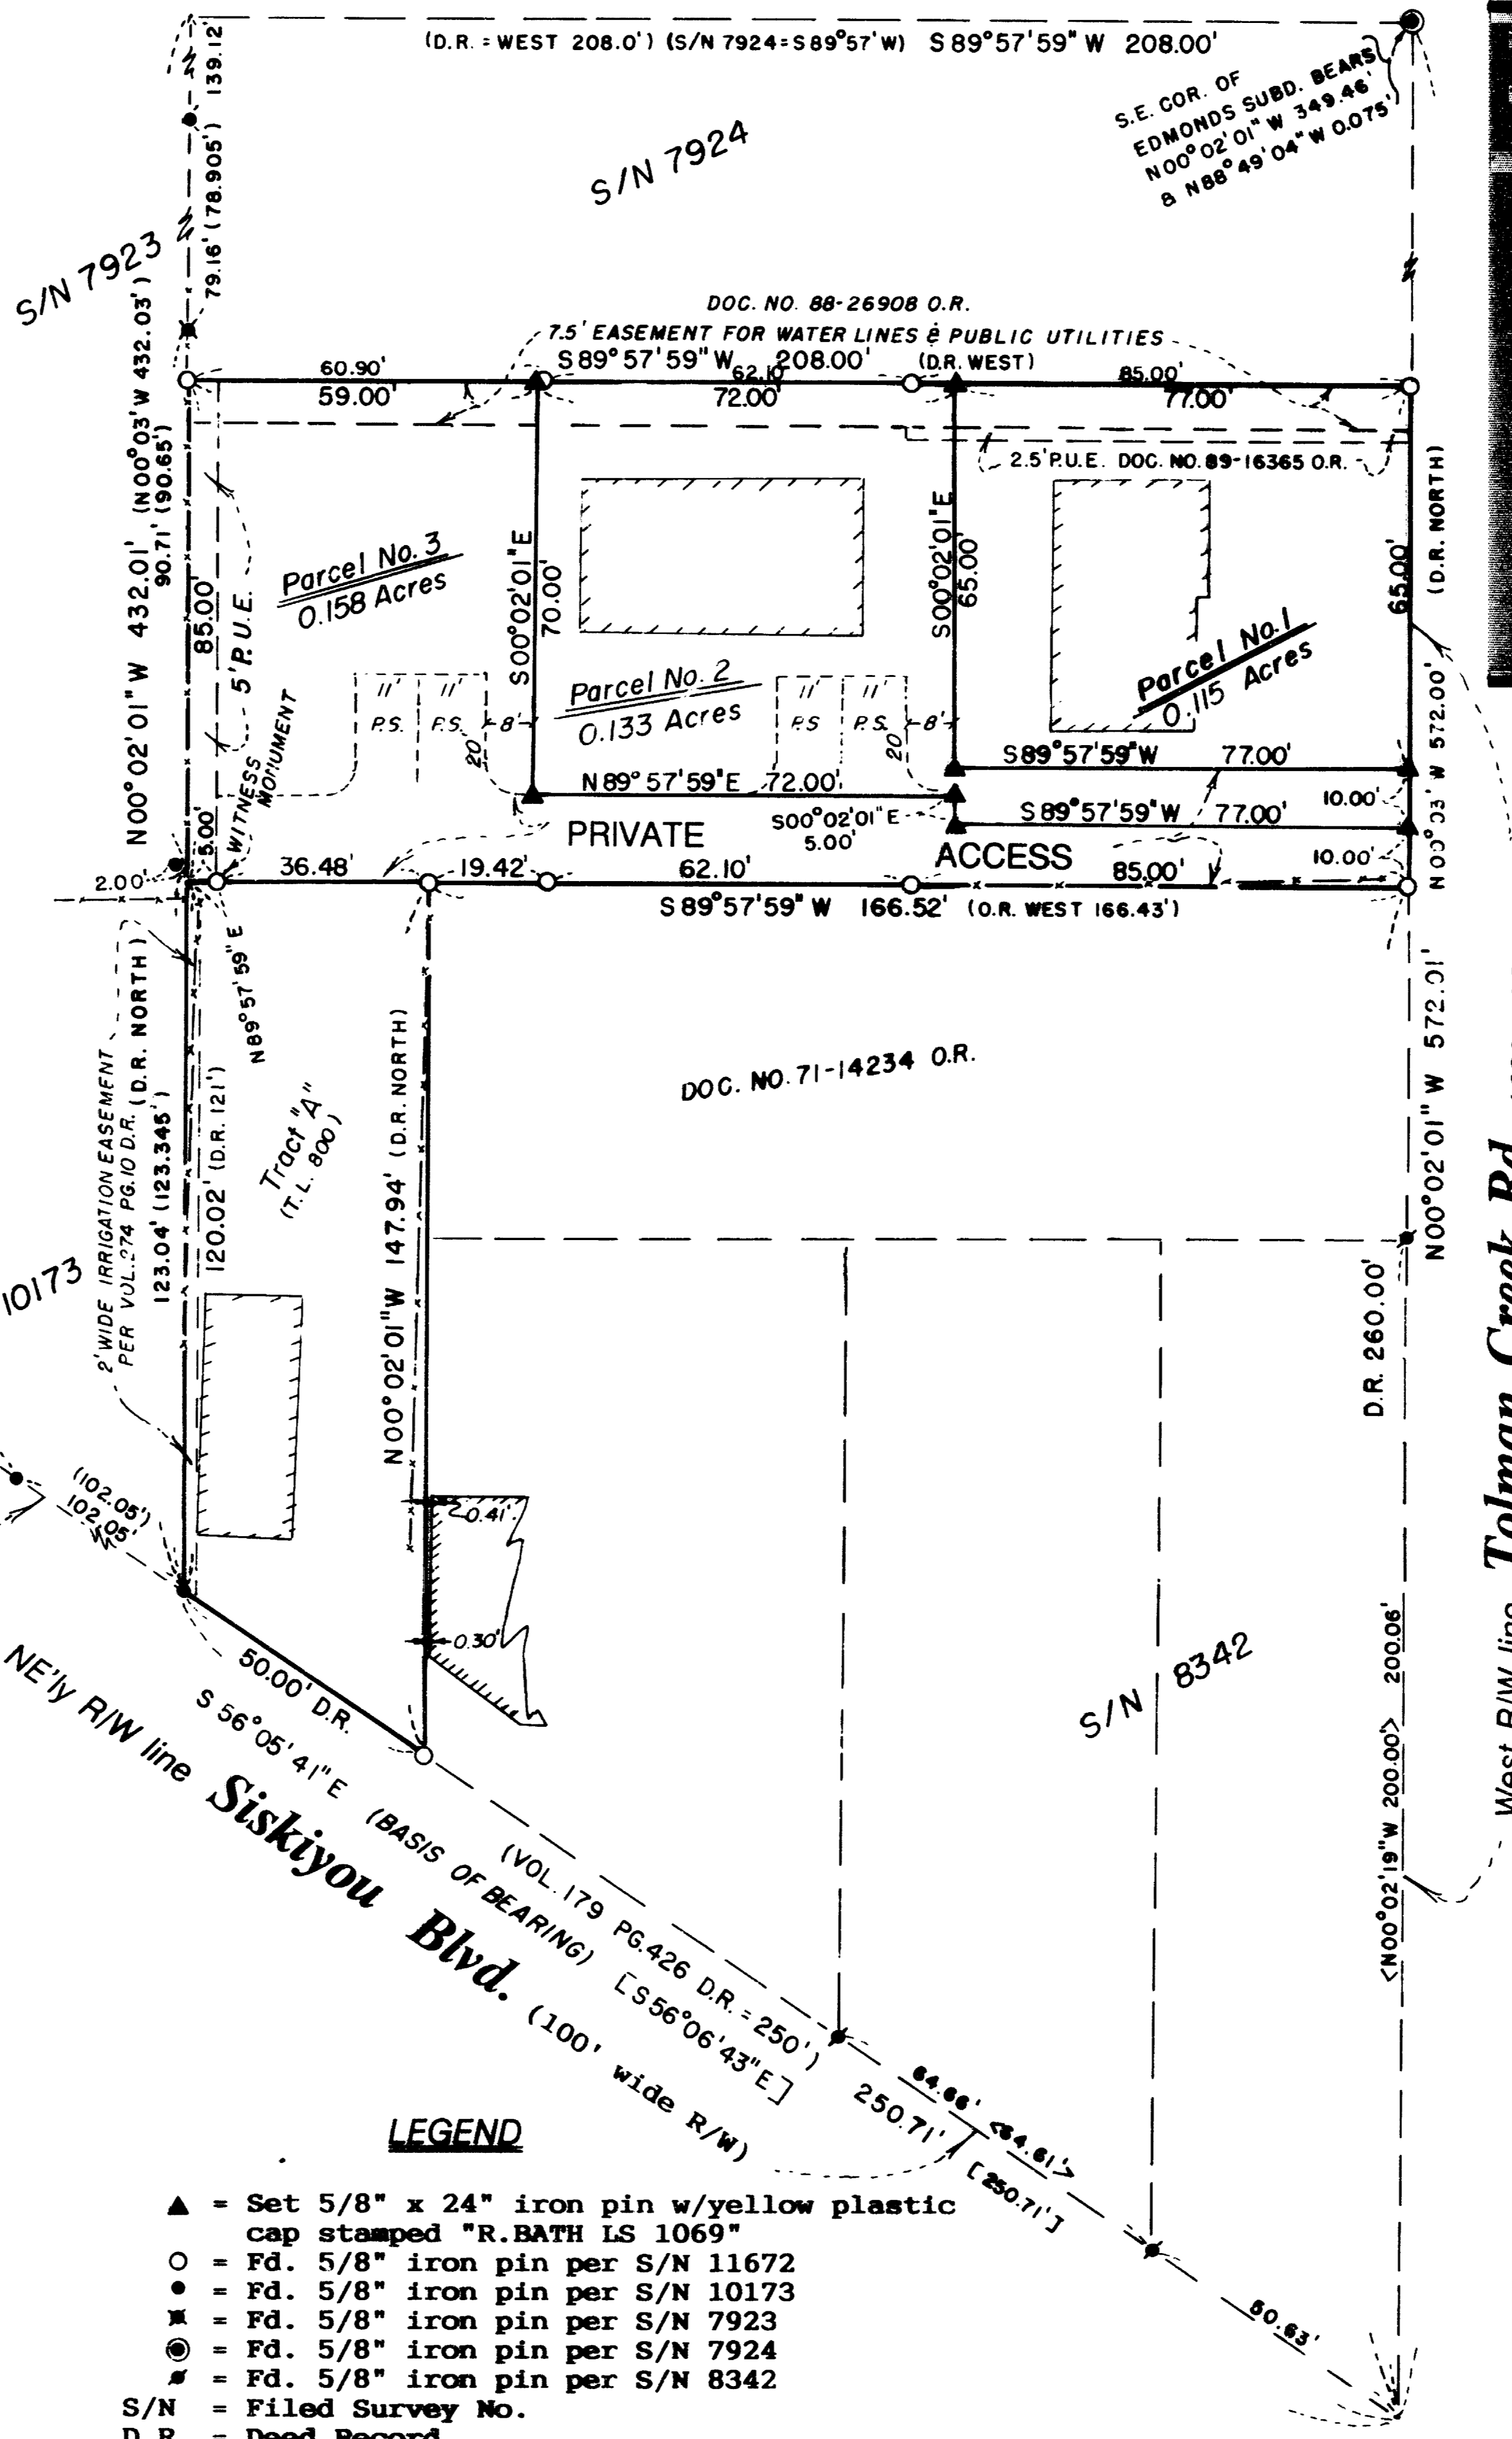 (D.R. = WEST 208.0') (S/N 7924=S89°57'W) S89°57'59"W 208.00'
139.12
79.16' (78.905')
S.E. COR. OF
EDMONDS SUBD. BEARS
N00°02'01"W 349.46'
& N88°49'04"W 0.075'
S/N 7924
S/N 7923
DOC. NO. 88-26908 O.R.
7.5' EASEMENT FOR WATER LINES & PUBLIC UTILITIES
S89°57'59"W 208.00' (D.R. WEST)
60.90'
62.10'
85.00'
59.00'
72.00'
77.00'
2.5' P.U.E. DOC. NO. 89-16365 O.R.
N00°02'01"W 432.01' (N00°03'W 432.03')
90.71' (90.65')
85.00'
5' P.U.E.
Parcel No. 3
0.158 Acres
S00°02'01"E
70.00'
S00°02'01"E
65.00'
65.00'
(D.R. NORTH)
Parcel No. 1
0.115 Acres
Parcel No. 2
0.133 Acres
11' 11'
P.S. P.S. 8'
20
11' 11'
P.S. P.S. 8'
20
WITNESS
MONUMENT
S89°57'59"W 77.00'
N89°57'59"E 72.00'
10.00'
S00°02'01"E
5.00'
S89°57'59"W 77.00'
PRIVATE ACCESS
N00°03'W 572.00'
5.00'
2.00'
36.48'
19.42'
62.10'
85.00'
10.00'
S89°57'59"W 166.52' (O.R. WEST 166.43')
N89°57'59"E
2' WIDE IRRIGATION EASEMENT
PER VOL.274 PG.10 D.R.
(D.R. NORTH)
123.04' (123.345')
120.02' (D.R. 121')
Tract "A"
(T.L. 800)
N00°02'01"W 147.94' (D.R. NORTH)
DOC. NO. 71-14234 O.R.
N00°02'01"W 572.01'
D.R. 260.00'
10173
Tolman Creek Rd.
West R/W line
(102.05')
102.05'
0.41'
0.30'
50.00' D.R.
S 56°05'41"E (BASIS OF BEARING)
NE'ly R/W line Siskiyou Blvd. (100' wide R/W)
(VOL. 179 PG.426 D.R. = 250')
[S56°06'43"E]
S/N 8342
<N00°02'19"W 200.00'> 200.06'
64.66' <64.61'>
250.71'
[250.71']
50.63'
LEGEND
▲ = Set 5/8" x 24" iron pin w/yellow plastic
cap stamped "R.BATH LS 1069"
○ = Fd. 5/8" iron pin per S/N 11672
● = Fd. 5/8" iron pin per S/N 10173
= Fd. 5/8" iron pin per S/N 7923
= Fd. 5/8" iron pin per S/N 7924
= Fd. 5/8" iron pin per S/N 8342
S/N = Filed Survey No.
D.R. = Deed Record